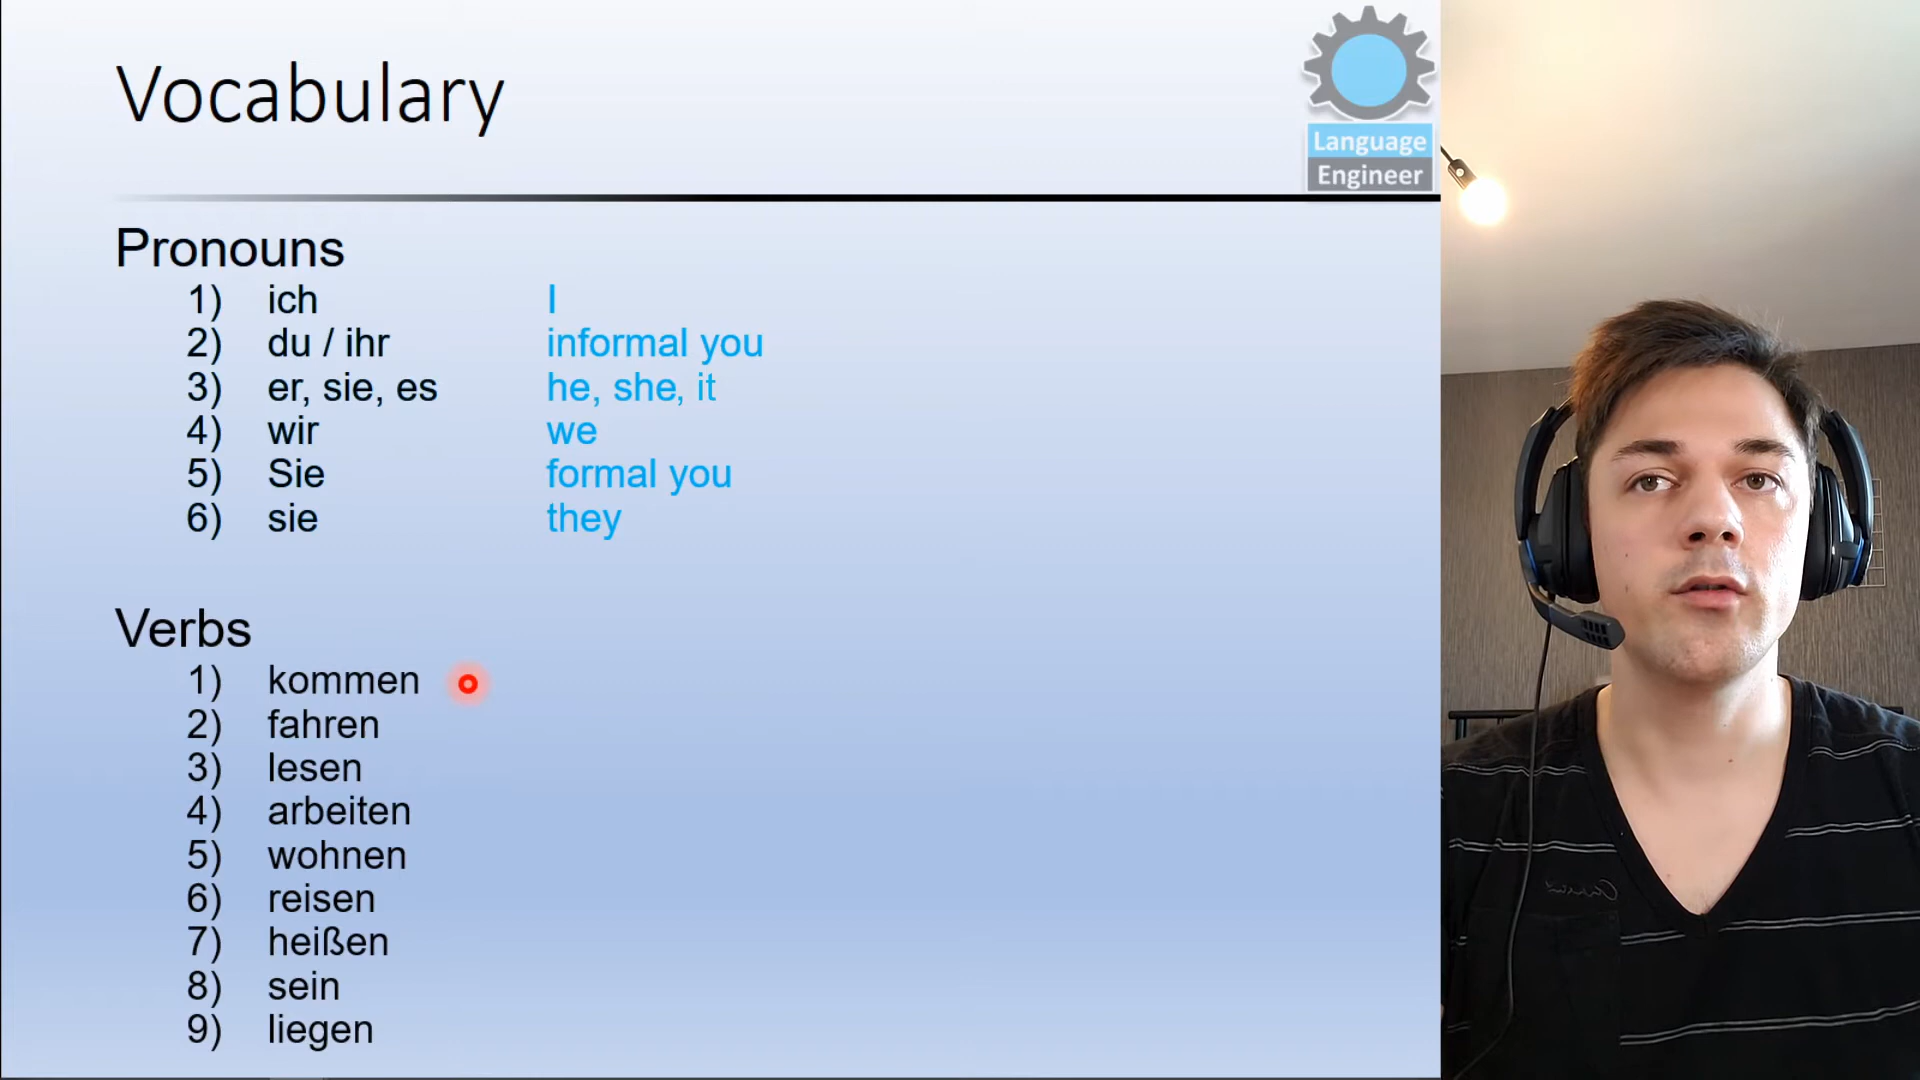 Vocabulary
Language
Engineer
Pronouns
1) ich I
2) du / ihr informal you
3) er, sie, es he, she, it
4) wir we
5) Sie formal you
6) sie they
Verbs
1) kommen
2) fahren
3) lesen
4) arbeiten
5) wohnen
6) reisen
7) heißen
8) sein
9) liegen